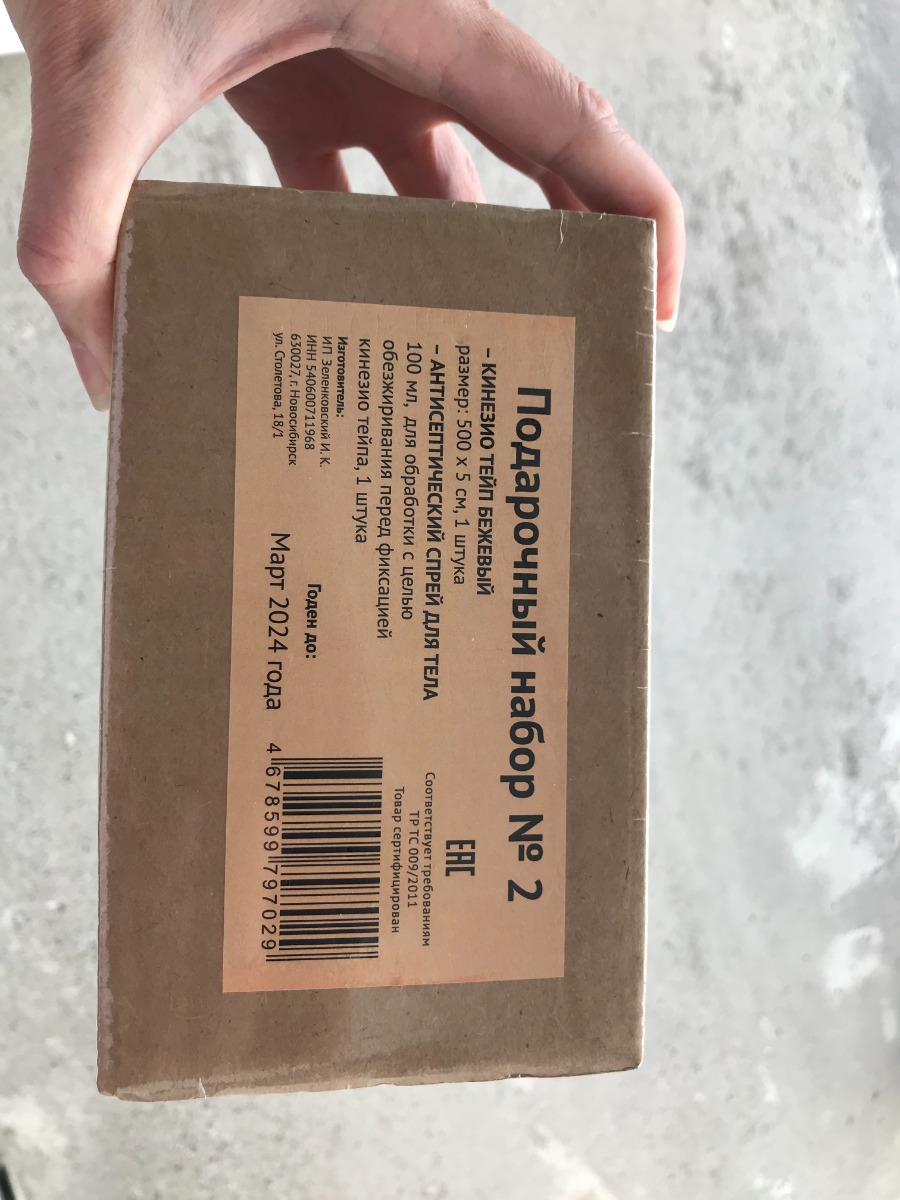 Подарочный набор № 2
– КИНЕЗИО ТЕЙП БЕЖЕВЫЙ
размер: 500 х 5 см, 1 штука
– АНТИСЕПТИЧЕСКИЙ СПРЕЙ ДЛЯ ТЕЛА
100 мл, для обработки с целью
обезжиривания перед фиксацией
кинезио тейпа, 1 штука
Изготовитель:
ИП Зеленковский И. К.
ИНН 540600711968
630027, г. Новосибирск
ул. Столетова, 18/1
Годен до:
Март 2024 года
ЕАС
Соответствует требованиям
ТР ТС 009/2011
Товар сертифицирован
4 678599 797029